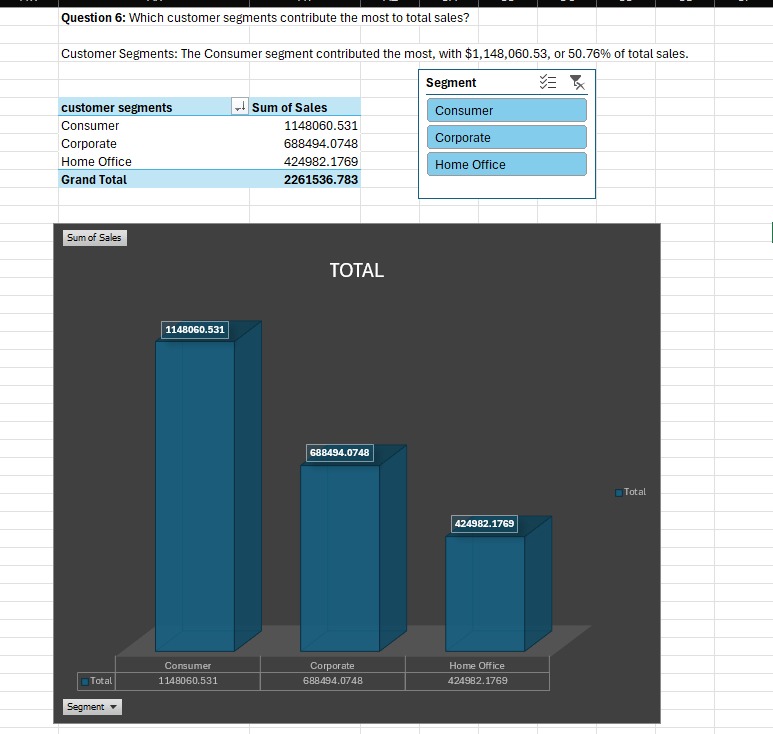 Question 6: Which customer segments contribute the most to total sales?
Customer Segments: The Consumer segment contributed the most, with $1,148,060.53, or 50.76% of total sales.
Segment
Consumer
Corporate
Home Office
customer segments Sum of Sales
Consumer 1148060.531
Corporate 688494.0748
Home Office 424982.1769
Grand Total 2261536.783
Sum of Sales
TOTAL
1148060.531
688494.0748
424982.1769
Total
Consumer Corporate Home Office
Total 1148060.531 688494.0748 424982.1769
Segment